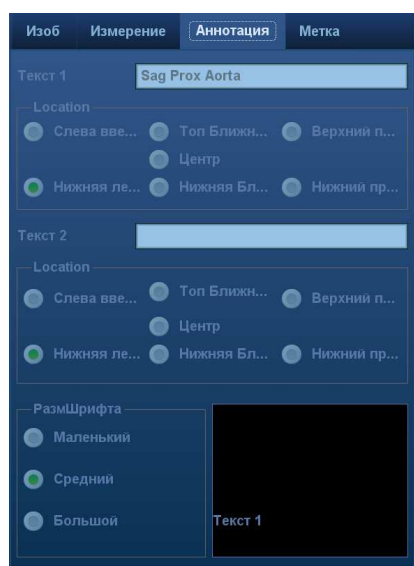 Изоб Измерение Аннотация Метка
Текст 1 Sag Prox Aorta
Location
Слева вве... Топ Ближн... Верхний п...
Центр
Нижняя ле... Нижняя Бл... Нижний пр...
Текст 2
Location
Слева вве... Топ Ближн... Верхний п...
Центр
Нижняя ле... Нижняя Бл... Нижний пр...
РазмШрифта
Маленький
Средний
Большой
Текст 1